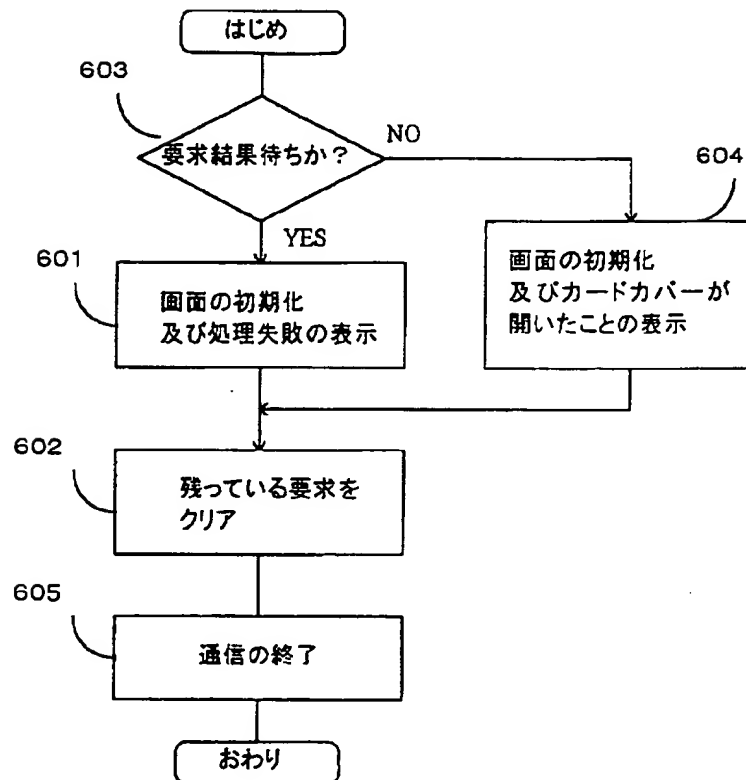 はじめ
603
要求結果待ちか?
NO
604
YES
601
画面の初期化
及び処理失敗の表示
画面の初期化
及びカードカバーが
開いたことの表示
602
残っている要求を
クリア
605
通信の終了
おわり